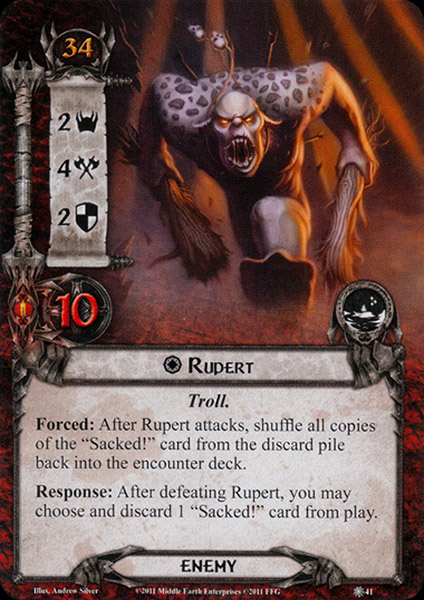 34
2
4
2
10
Rupert
Troll.
Forced: After Rupert attacks, shuffle all copies
of the “Sacked!” card from the discard pile
back into the encounter deck.
Response: After defeating Rupert, you may
choose and discard 1 “Sacked!” card from play.
ENEMY
Illus. Andrew Silver ©2011 Middle Earth Enterprises ©2011 FFG 41